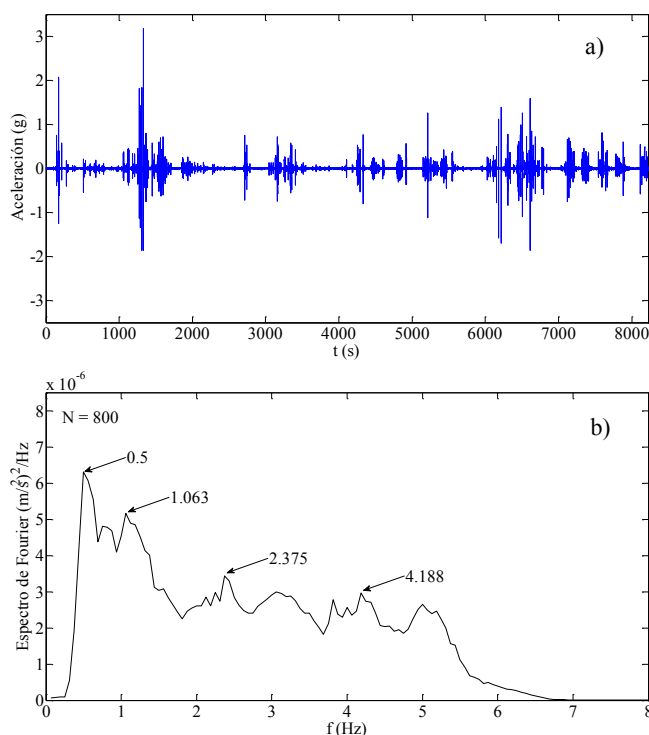 a)
Aceleración (g)
3
2
1
0
-1
-2
-3
0 1000 2000 3000 4000 5000 6000 7000 8000
t (s)
x 10⁻⁶
N = 800
b)
0.5
1.063
2.375
4.188
Espectro de Fourier (m/s²)²/Hz
8
7
6
5
4
3
2
1
0
0 1 2 3 4 5 6 7 8
f (Hz)